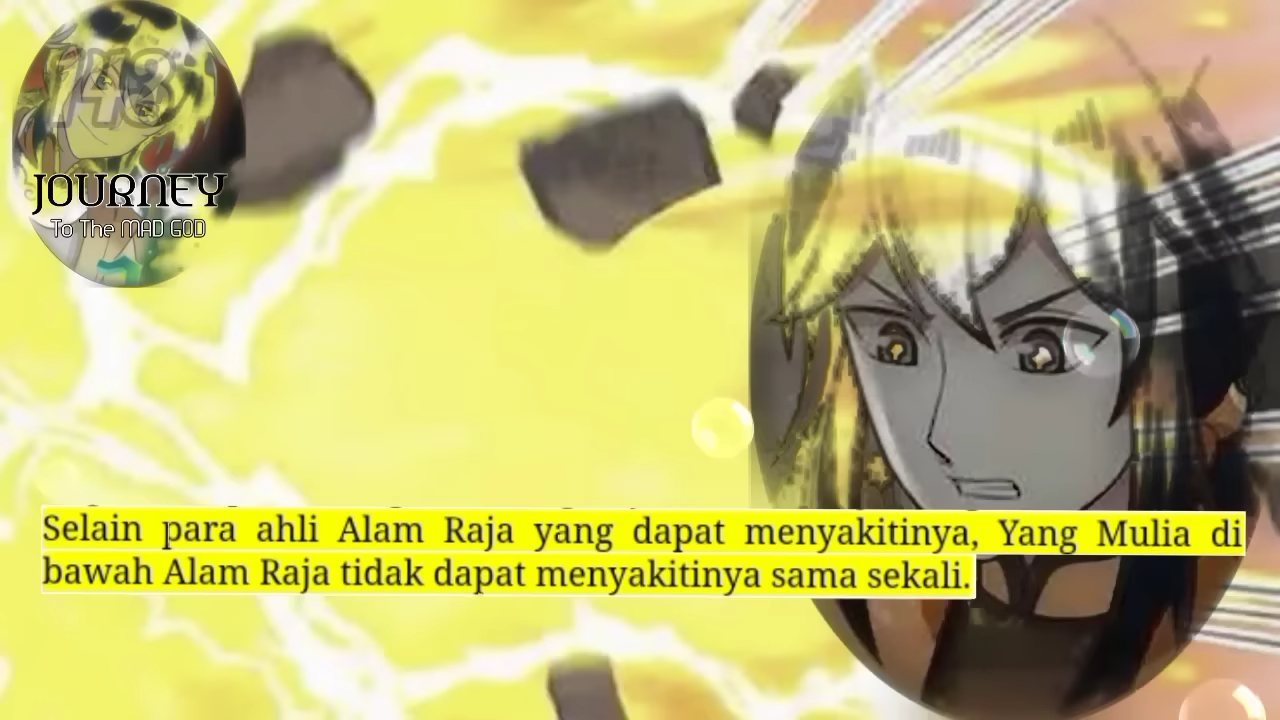 143
JOURNEY
To The MAD GOD
Selain para ahli Alam Raja yang dapat menyakitinya, Yang Mulia di
bawah Alam Raja tidak dapat menyakitinya sama sekali.